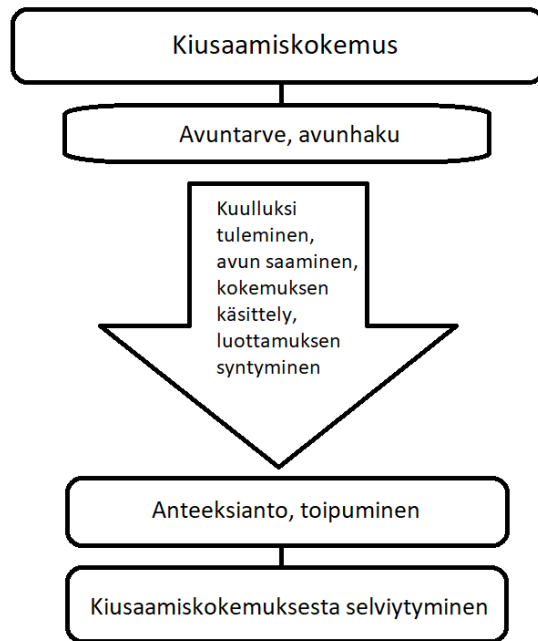 Kiusaamiskokemus
Avuntarve, avunhaku
Kuulluksi
tuleminen,
avun saaminen,
kokemuksen
käsittely,
luottamuksen
syntyminen
Anteeksianto, toipuminen
Kiusaamiskokemuksesta selviytyminen